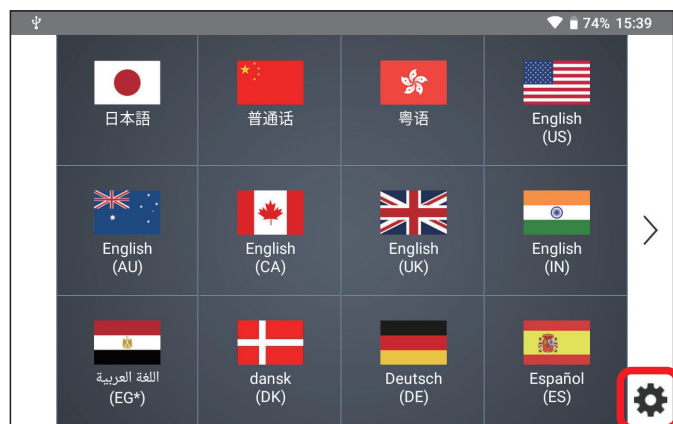 74% 15:39
日本語
普通话
粤语
English
(US)
English
(AU)
English
(CA)
English
(UK)
English
(IN)
اللغة العربية
(EG*)
dansk
(DK)
Deutsch
(DE)
Español
(ES)